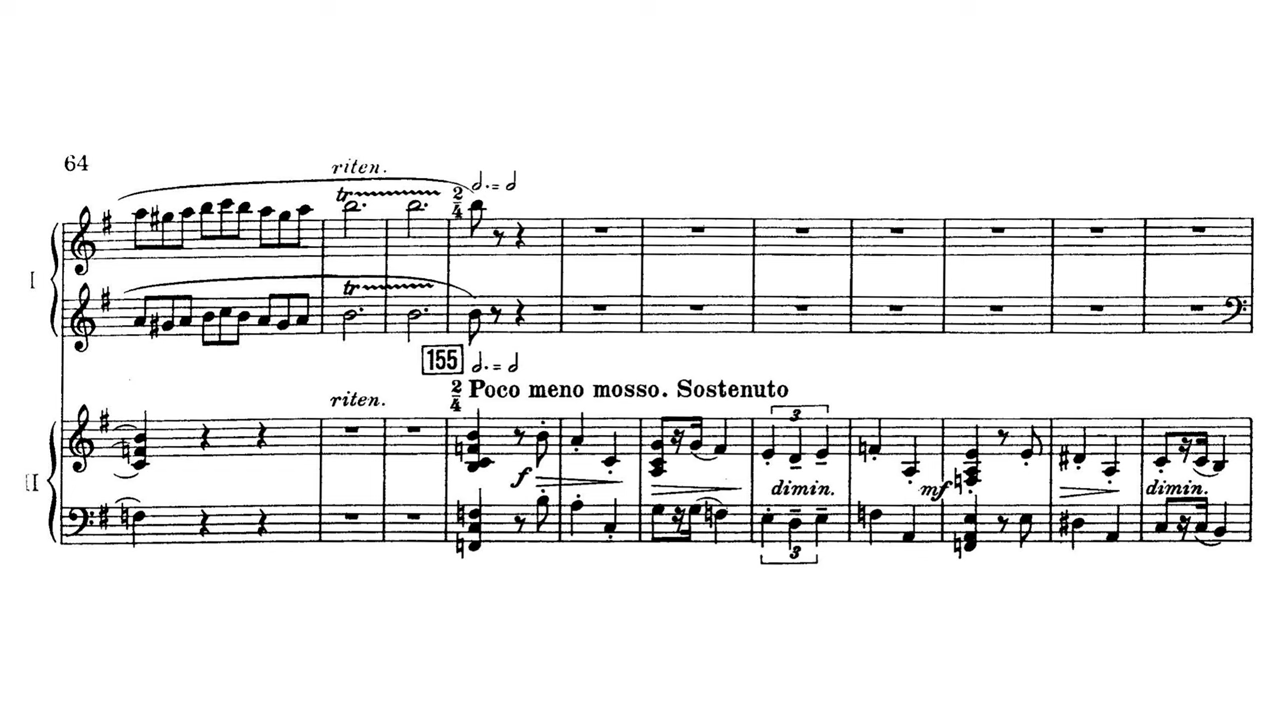 64
riten.
tr
2/4 𝅗𝅥. = 𝅗𝅥
I
tr
155 𝅗𝅥. = 𝅗𝅥
2/4 Poco meno mosso. Sostenuto
riten.
3
II
f
dimin. mf dimin.
3